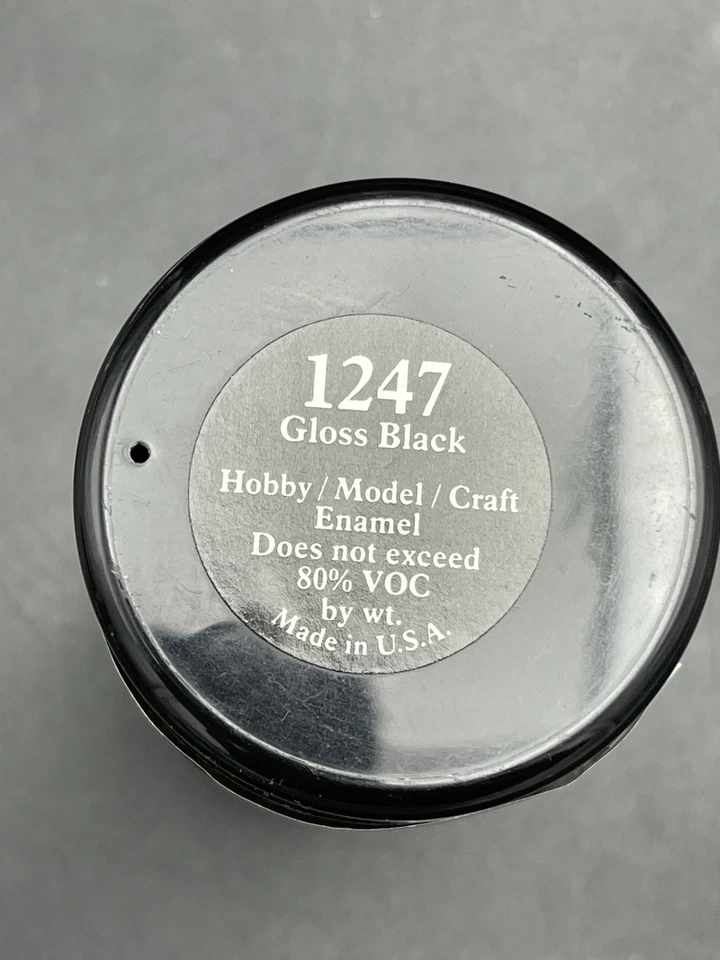 1247
Gloss Black
Hobby / Model / Craft
Enamel
Does not exceed
80% VOC
by wt.
Made in U.S.A.